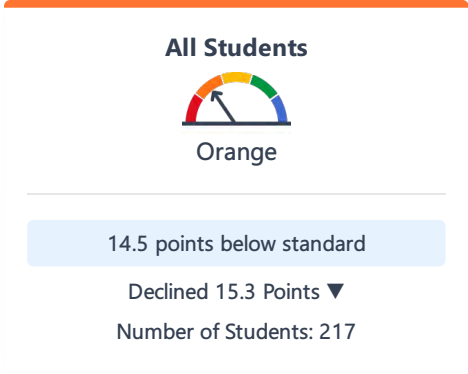 All Students
Orange
14.5 points below standard
Declined 15.3 Points ▼
Number of Students: 217